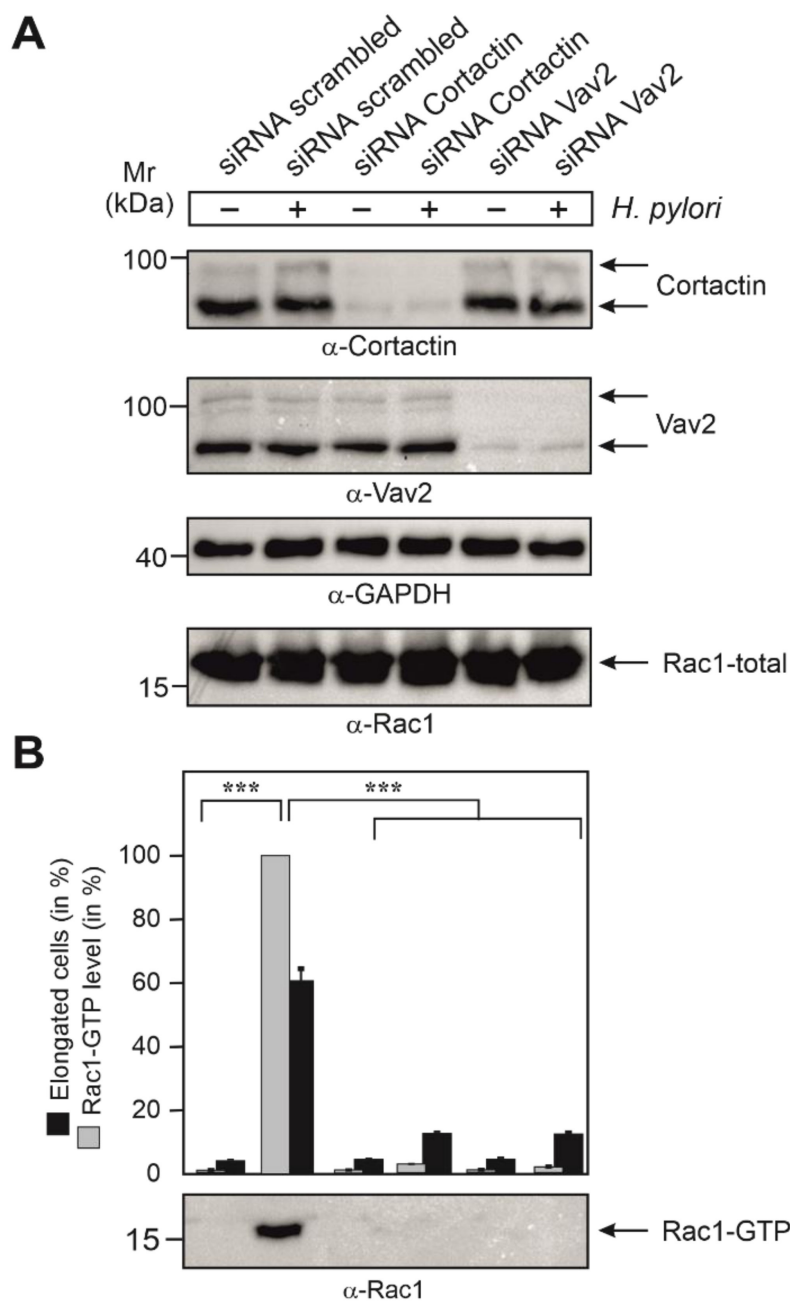 A
siRNA scrambled
siRNA scrambled
siRNA Cortactin
siRNA Cortactin
siRNA Vav2
siRNA Vav2
Mr
(kDa)
− + − + − + H. pylori
100
Cortactin
α-Cortactin
100
Vav2
α-Vav2
40
α-GAPDH
Rac1-total
15
α-Rac1
B
*** ***
Elongated cells (in %)
Rac1-GTP level (in %)
100
80
60
40
20
0
15
Rac1-GTP
α-Rac1